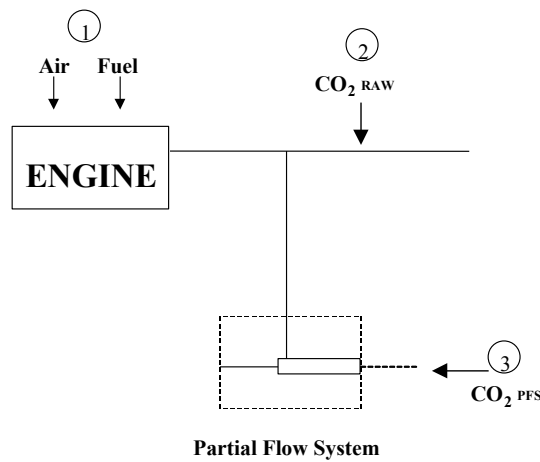 1
Air Fuel
ENGINE
2
CO₂ RAW
3
CO₂ PFS
Partial Flow System